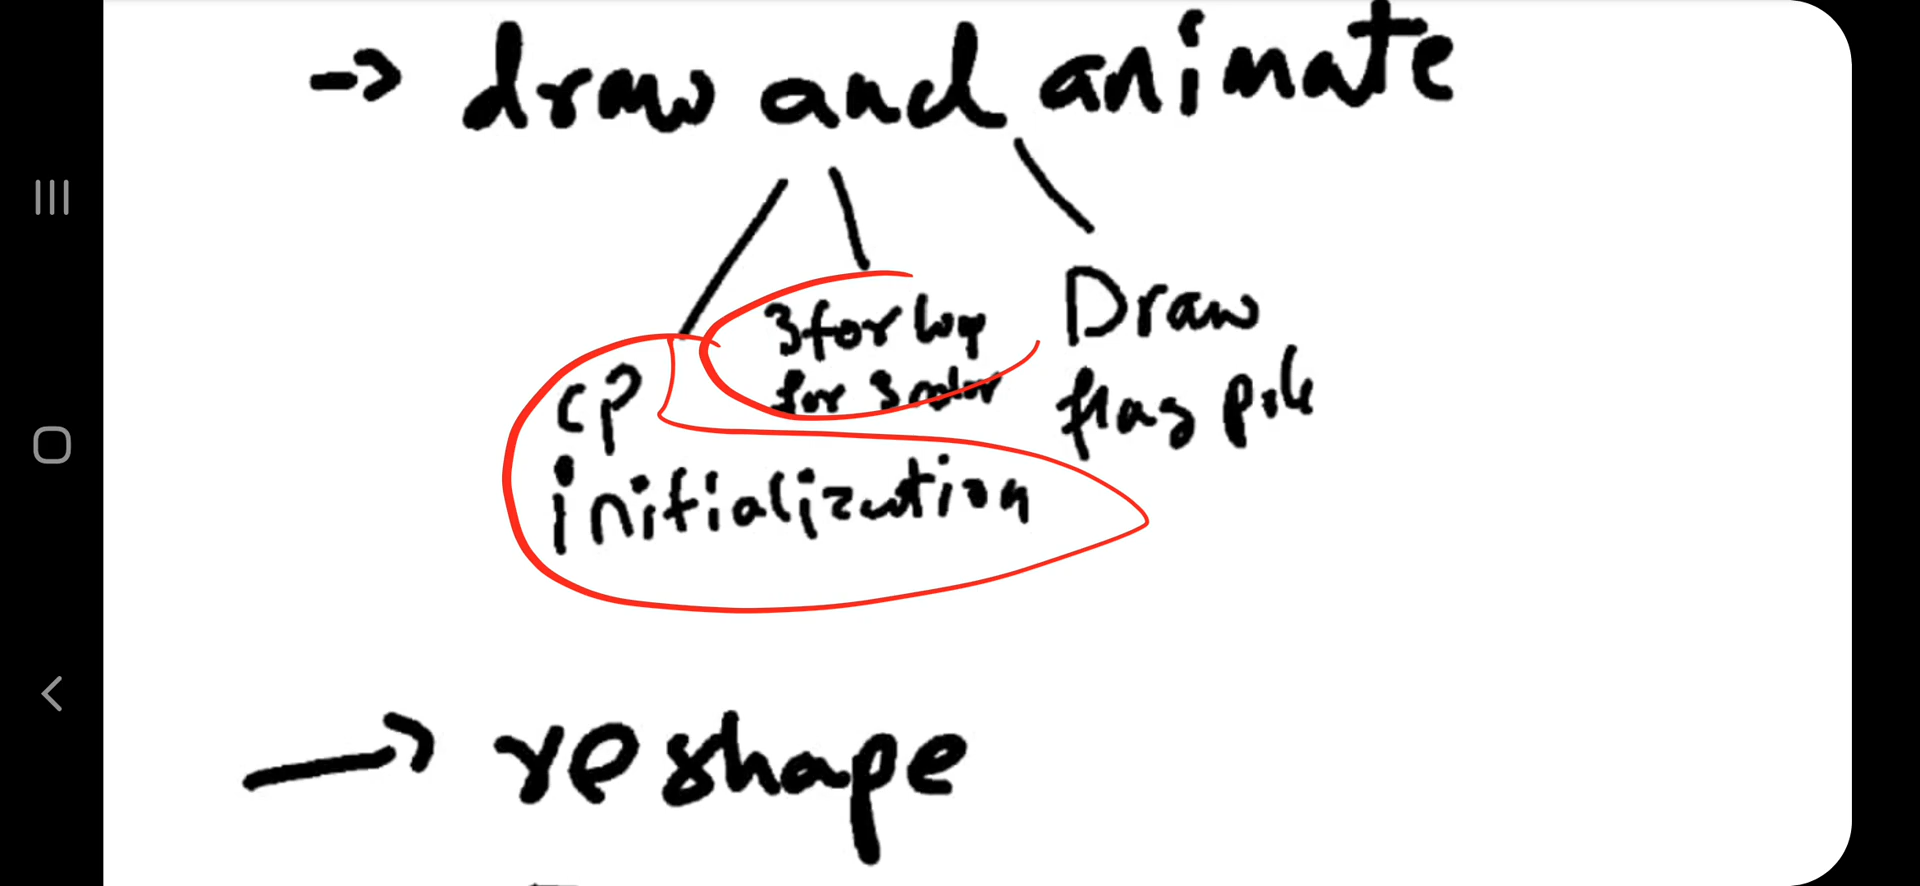 -> draw and animate
3 for loop
for 3 color
Draw
flag pole
CP
initialization
-> reshape